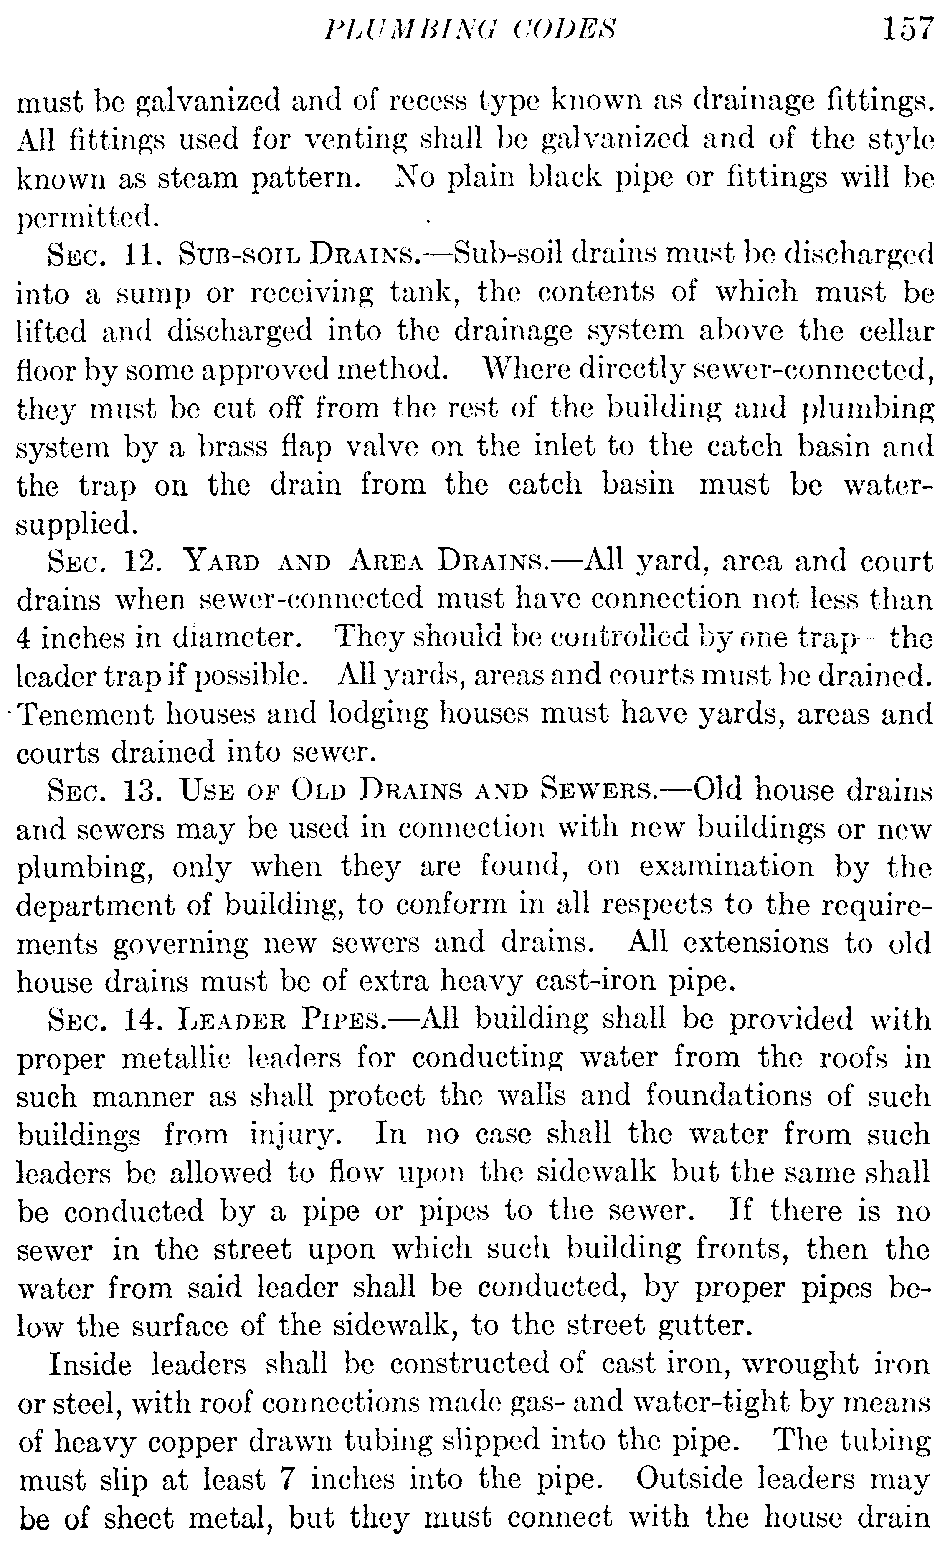 PLUMBING CODES 157
must be galvanized and of recess type known as drainage fittings.
All fittings used for venting shall be galvanized and of the style
known as steam pattern. No plain black pipe or fittings will be
permitted.
SEC. 11. SUB-SOIL DRAINS.—Sub-soil drains must be discharged
into a sump or receiving tank, the contents of which must be
lifted and discharged into the drainage system above the cellar
floor by some approved method. Where directly sewer-connected,
they must be cut off from the rest of the building and plumbing
system by a brass flap valve on the inlet to the catch basin and
the trap on the drain from the catch basin must be water-
supplied.
SEC. 12. YARD AND AREA DRAINS.—All yard, area and court
drains when sewer-connected must have connection not less than
4 inches in diameter. They should be controlled by one trap—the
leader trap if possible. All yards, areas and courts must be drained.
Tenement houses and lodging houses must have yards, areas and
courts drained into sewer.
SEC. 13. USE OF OLD DRAINS AND SEWERS.—Old house drains
and sewers may be used in connection with new buildings or new
plumbing, only when they are found, on examination by the
department of building, to conform in all respects to the require-
ments governing new sewers and drains. All extensions to old
house drains must be of extra heavy cast-iron pipe.
SEC. 14. LEADER PIPES.—All building shall be provided with
proper metallic leaders for conducting water from the roofs in
such manner as shall protect the walls and foundations of such
buildings from injury. In no case shall the water from such
leaders be allowed to flow upon the sidewalk but the same shall
be conducted by a pipe or pipes to the sewer. If there is no
sewer in the street upon which such building fronts, then the
water from said leader shall be conducted, by proper pipes be-
low the surface of the sidewalk, to the street gutter.
Inside leaders shall be constructed of cast iron, wrought iron
or steel, with roof connections made gas- and water-tight by means
of heavy copper drawn tubing slipped into the pipe. The tubing
must slip at least 7 inches into the pipe. Outside leaders may
be of sheet metal, but they must connect with the house drain